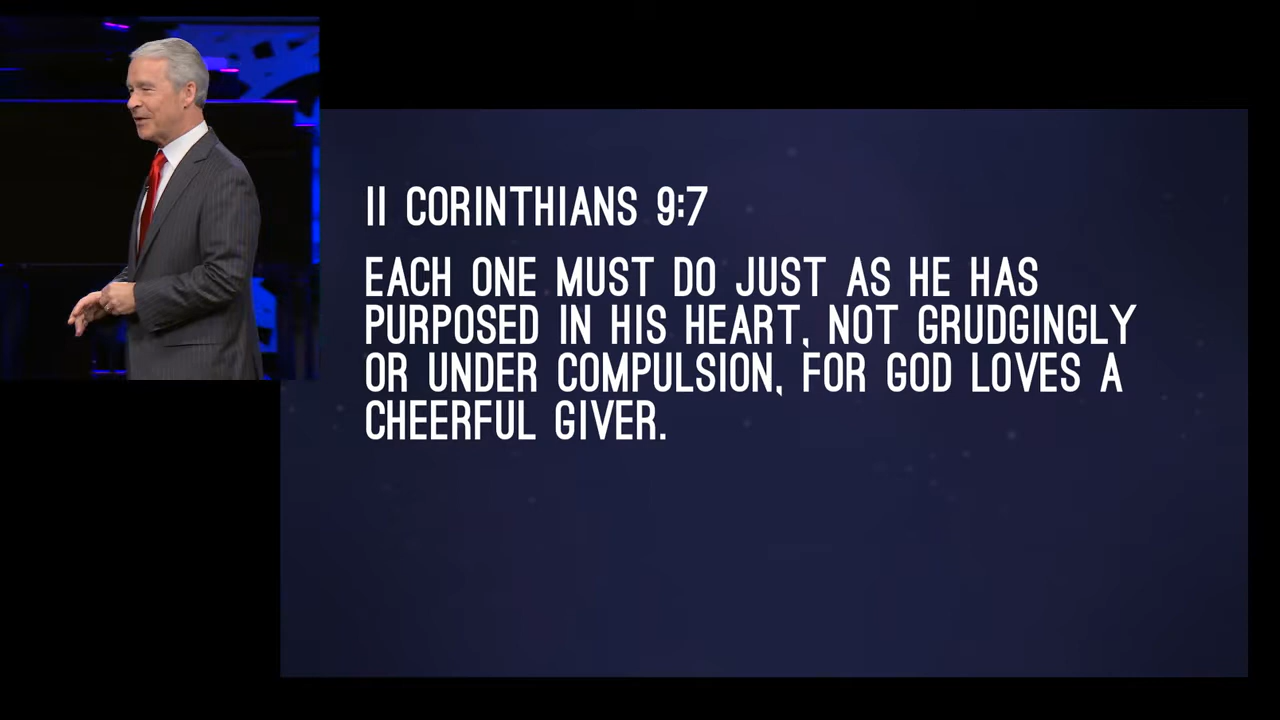 II CORINTHIANS 9:7
EACH ONE MUST DO JUST AS HE HAS
PURPOSED IN HIS HEART, NOT GRUDGINGLY
OR UNDER COMPULSION, FOR GOD LOVES A
CHEERFUL GIVER.